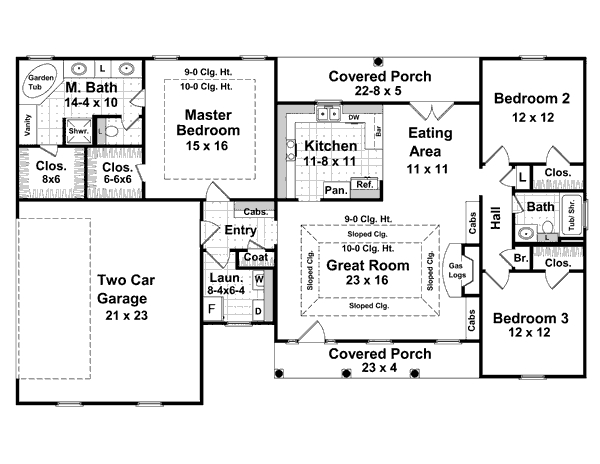 Garden
Tub
L
M. Bath
14-4 x 10
Vanity
Shwr.
L
Clos.
8x6
Clos.
6-6x6
9-0 Clg. Ht.
10-0 Clg. Ht.
Master
Bedroom
15 x 16
Covered Porch
22-8 x 5
DW
Bar
Kitchen
11-8 x 11
Pan.
Ref.
Eating
Area
11 x 11
Bedroom 2
12 x 12
L
Clos.
Bath
Tub/ Shr.
L
Hall
Br.
Clos.
Bedroom 3
12 x 12
Cabs.
Entry
Coat
Laun.
8-4x6-4
W
D
F
Two Car
Garage
21 x 23
9-0 Clg. Ht.
Sloped Clg.
10-0 Clg. Ht.
Sloped Clg.
Great Room
23 x 16
Sloped Clg.
Sloped Clg.
Cabs
Gas
Logs
Cabs
Covered Porch
23 x 4